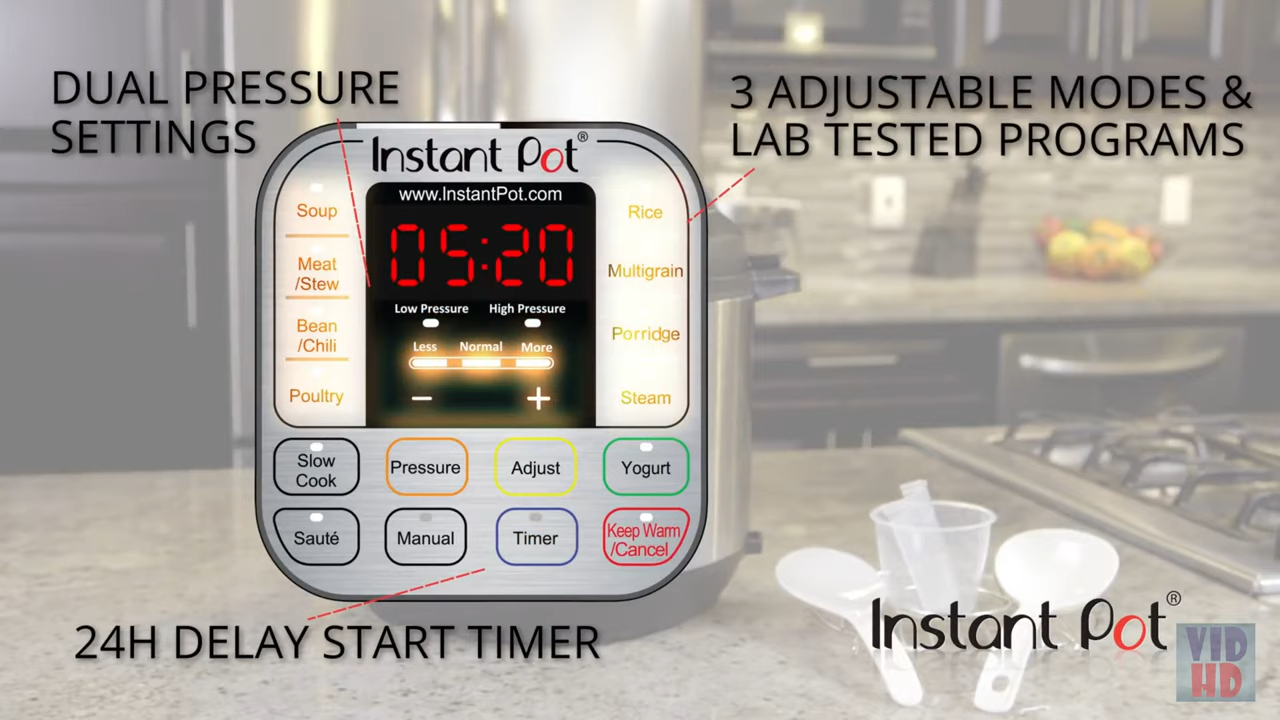 DUAL PRESSURE
SETTINGS
3 ADJUSTABLE MODES &
LAB TESTED PROGRAMS
Instant Pot®
www.InstantPot.com
05:20
Low Pressure High Pressure
Less Normal More
− +
Soup
Meat
/Stew
Bean
/Chili
Poultry
Rice
Multigrain
Porridge
Steam
Slow
Cook
Pressure
Adjust
Yogurt
Sauté
Manual
Timer
Keep Warm
/Cancel
24H DELAY START TIMER
Instant Pot®
VID
HD